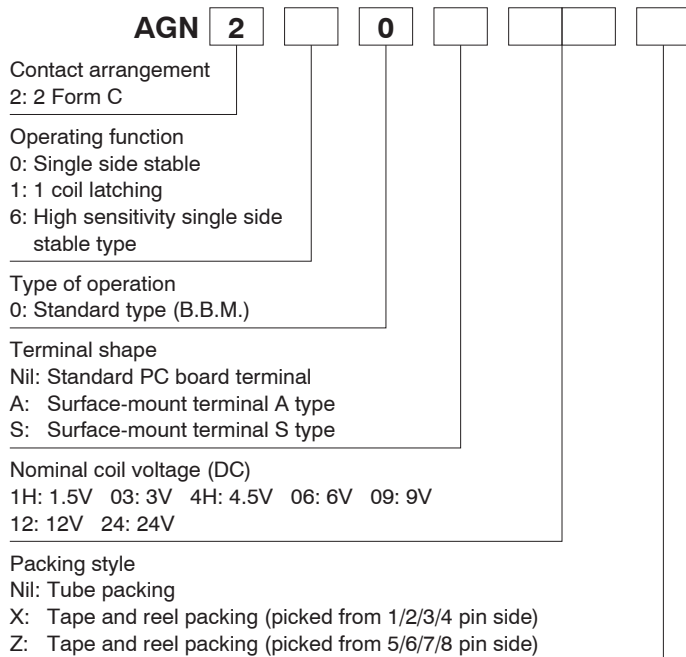 AGN 2 0
Contact arrangement
2: 2 Form C
Operating function
0: Single side stable
1: 1 coil latching
6: High sensitivity single side
stable type
Type of operation
0: Standard type (B.B.M.)
Terminal shape
Nil: Standard PC board terminal
A: Surface-mount terminal A type
S: Surface-mount terminal S type
Nominal coil voltage (DC)
1H: 1.5V 03: 3V 4H: 4.5V 06: 6V 09: 9V
12: 12V 24: 24V
Packing style
Nil: Tube packing
X: Tape and reel packing (picked from 1/2/3/4 pin side)
Z: Tape and reel packing (picked from 5/6/7/8 pin side)